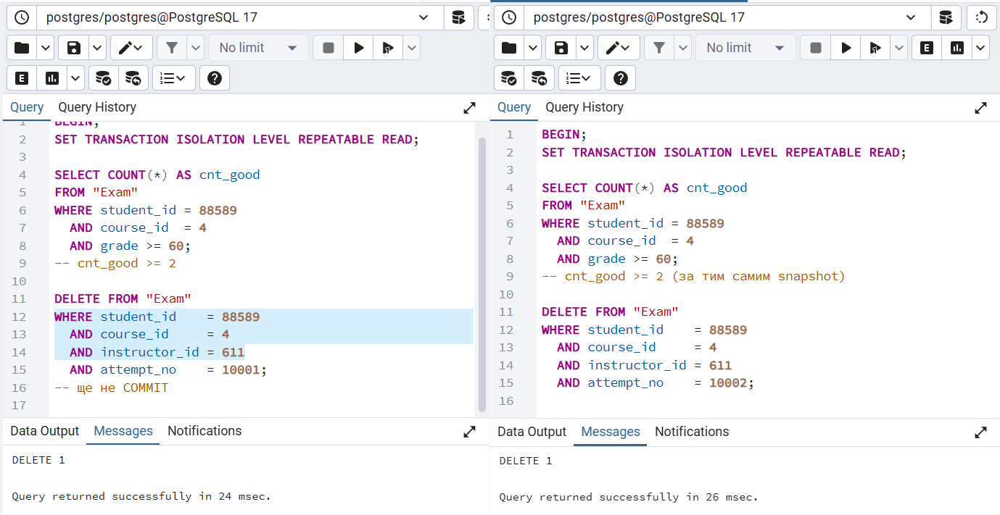 postgres/postgres@PostgreSQL 17
No limit
E
Query Query History
1 BEGIN;
2 SET TRANSACTION ISOLATION LEVEL REPEATABLE READ;
3
4 SELECT COUNT(*) AS cnt_good
5 FROM "Exam"
6 WHERE student_id = 88589
7   AND course_id  = 4
8   AND grade >= 60;
9 -- cnt_good >= 2
10
11 DELETE FROM "Exam"
12 WHERE student_id    = 88589
13   AND course_id     = 4
14   AND instructor_id = 611
15   AND attempt_no    = 10001;
16 -- ще не COMMIT
17
Data Output Messages Notifications
DELETE 1
Query returned successfully in 24 msec.
postgres/postgres@PostgreSQL 17
No limit
E
Query Query History
1 BEGIN;
2 SET TRANSACTION ISOLATION LEVEL REPEATABLE READ;
3
4 SELECT COUNT(*) AS cnt_good
5 FROM "Exam"
6 WHERE student_id = 88589
7   AND course_id  = 4
8   AND grade >= 60;
9 -- cnt_good >= 2 (за тим самим snapshot)
10
11 DELETE FROM "Exam"
12 WHERE student_id    = 88589
13   AND course_id     = 4
14   AND instructor_id = 611
15   AND attempt_no    = 10002;
16
Data Output Messages Notifications
DELETE 1
Query returned successfully in 26 msec.